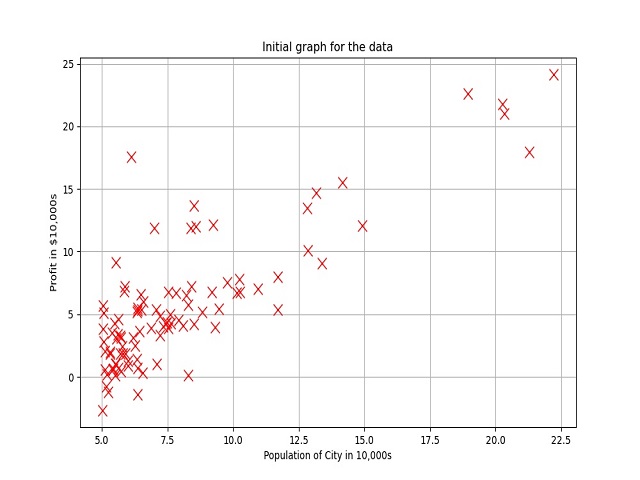 Initial graph for the data
25
20
15
10
5
0
Profit in $10,000s
5.0 7.5 10.0 12.5 15.0 17.5 20.0 22.5
Population of City in 10,000s